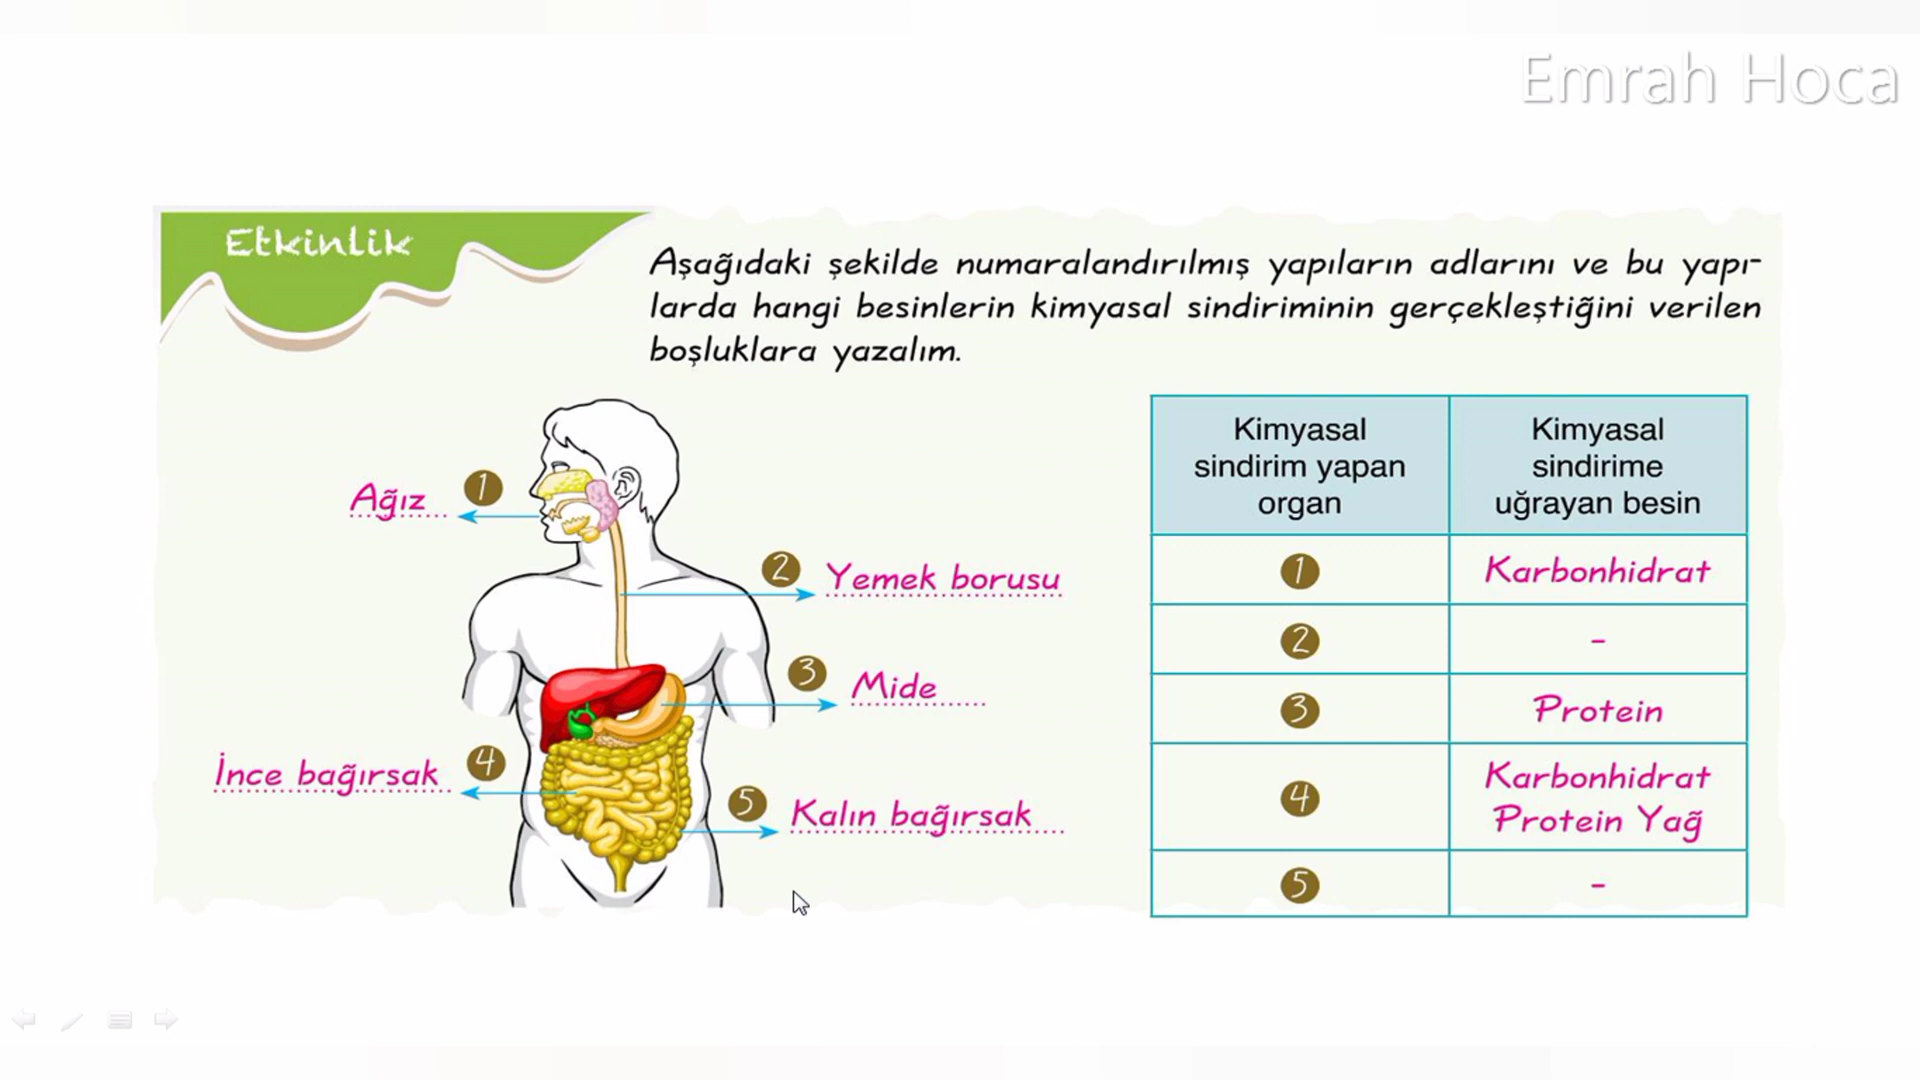 Emrah Hoca
Etkinlik
Aşağıdaki şekilde numaralandırılmış yapıların adlarını ve bu yapı-
larda hangi besinlerin kimyasal sindiriminin gerçekleştiğini verilen
boşluklara yazalım.
Ağız 1
2 Yemek borusu
3 Mide
İnce bağırsak 4
5 Kalın bağırsak
Kimyasal
sindirim yapan
organ
Kimyasal
sindirime
uğrayan besin
1 Karbonhidrat
2 -
3 Protein
4 Karbonhidrat
Protein Yağ
5 -